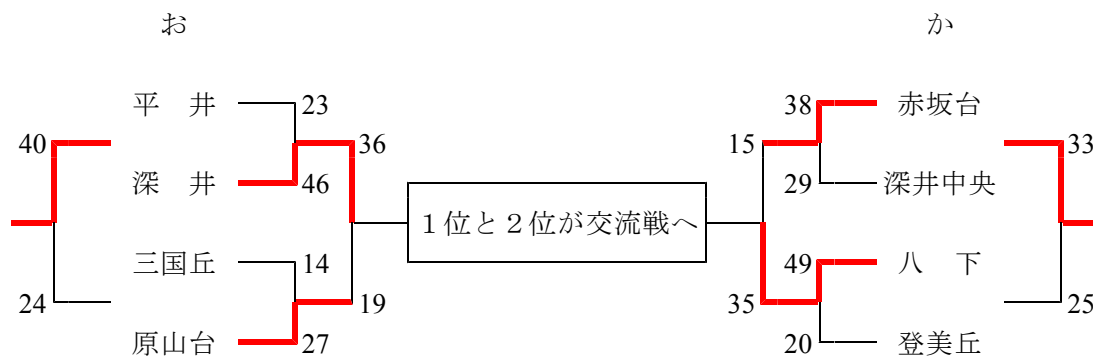 お か
平 井 23 38 赤坂台
40 36 15 33
深 井 46 29 深井中央
１位と２位が交流戦へ
三国丘 14 49 八 下
24 19 35 25
原山台 27 20 登美丘